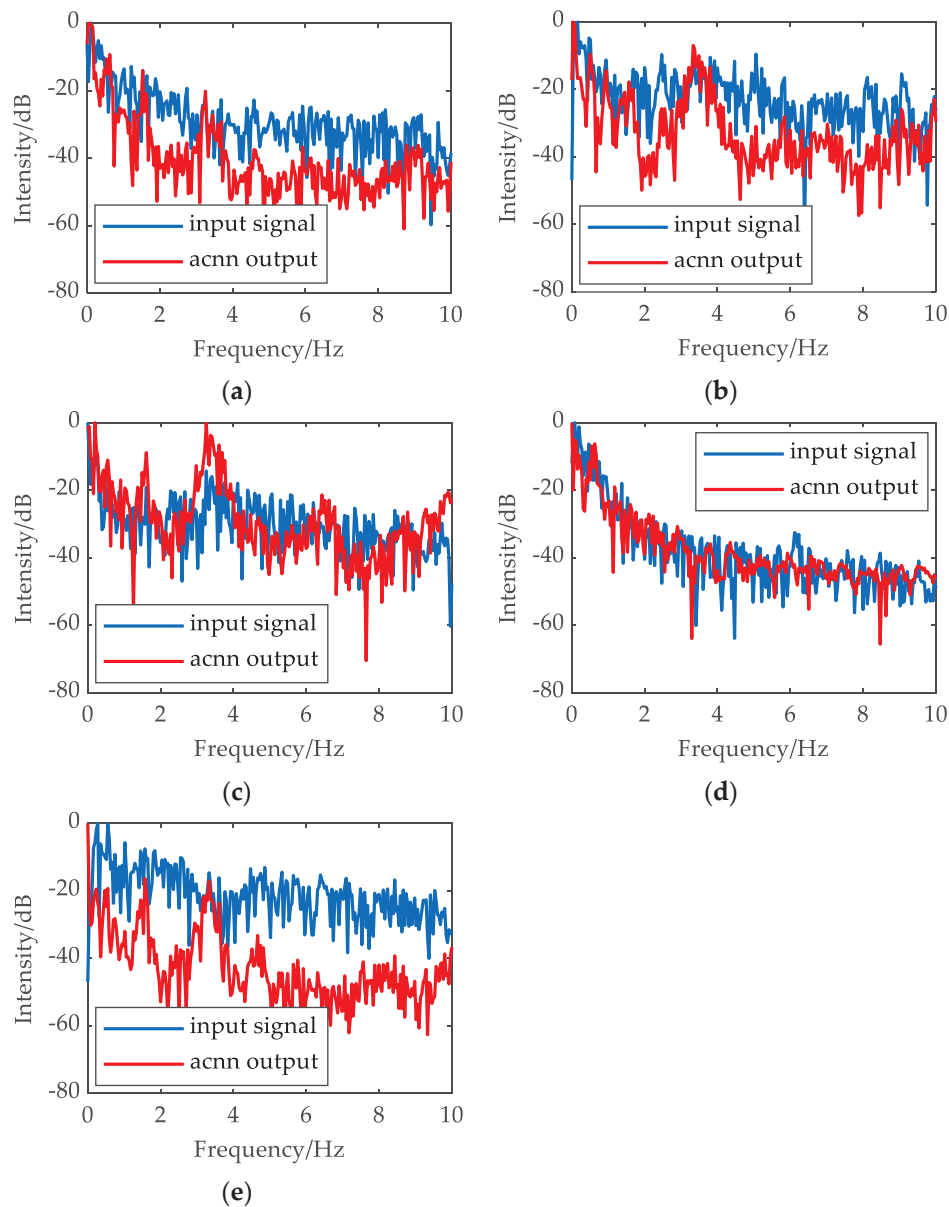 0
-20
-40
-60
-80
Intensity/dB
input signal
acnn output
0 2 4 6 8 10
Frequency/Hz
(a)
0
-20
-40
-60
-80
Intensity/dB
input signal
acnn output
0 2 4 6 8 10
Frequency/Hz
(b)
0
-20
-40
-60
-80
Intensity/dB
input signal
acnn output
0 2 4 6 8 10
Frequency/Hz
(c)
0
-20
-40
-60
-80
Intensity/dB
input signal
acnn output
0 2 4 6 8 10
Frequency/Hz
(d)
0
-20
-40
-60
-80
Intensity/dB
input signal
acnn output
0 2 4 6 8 10
Frequency/Hz
(e)